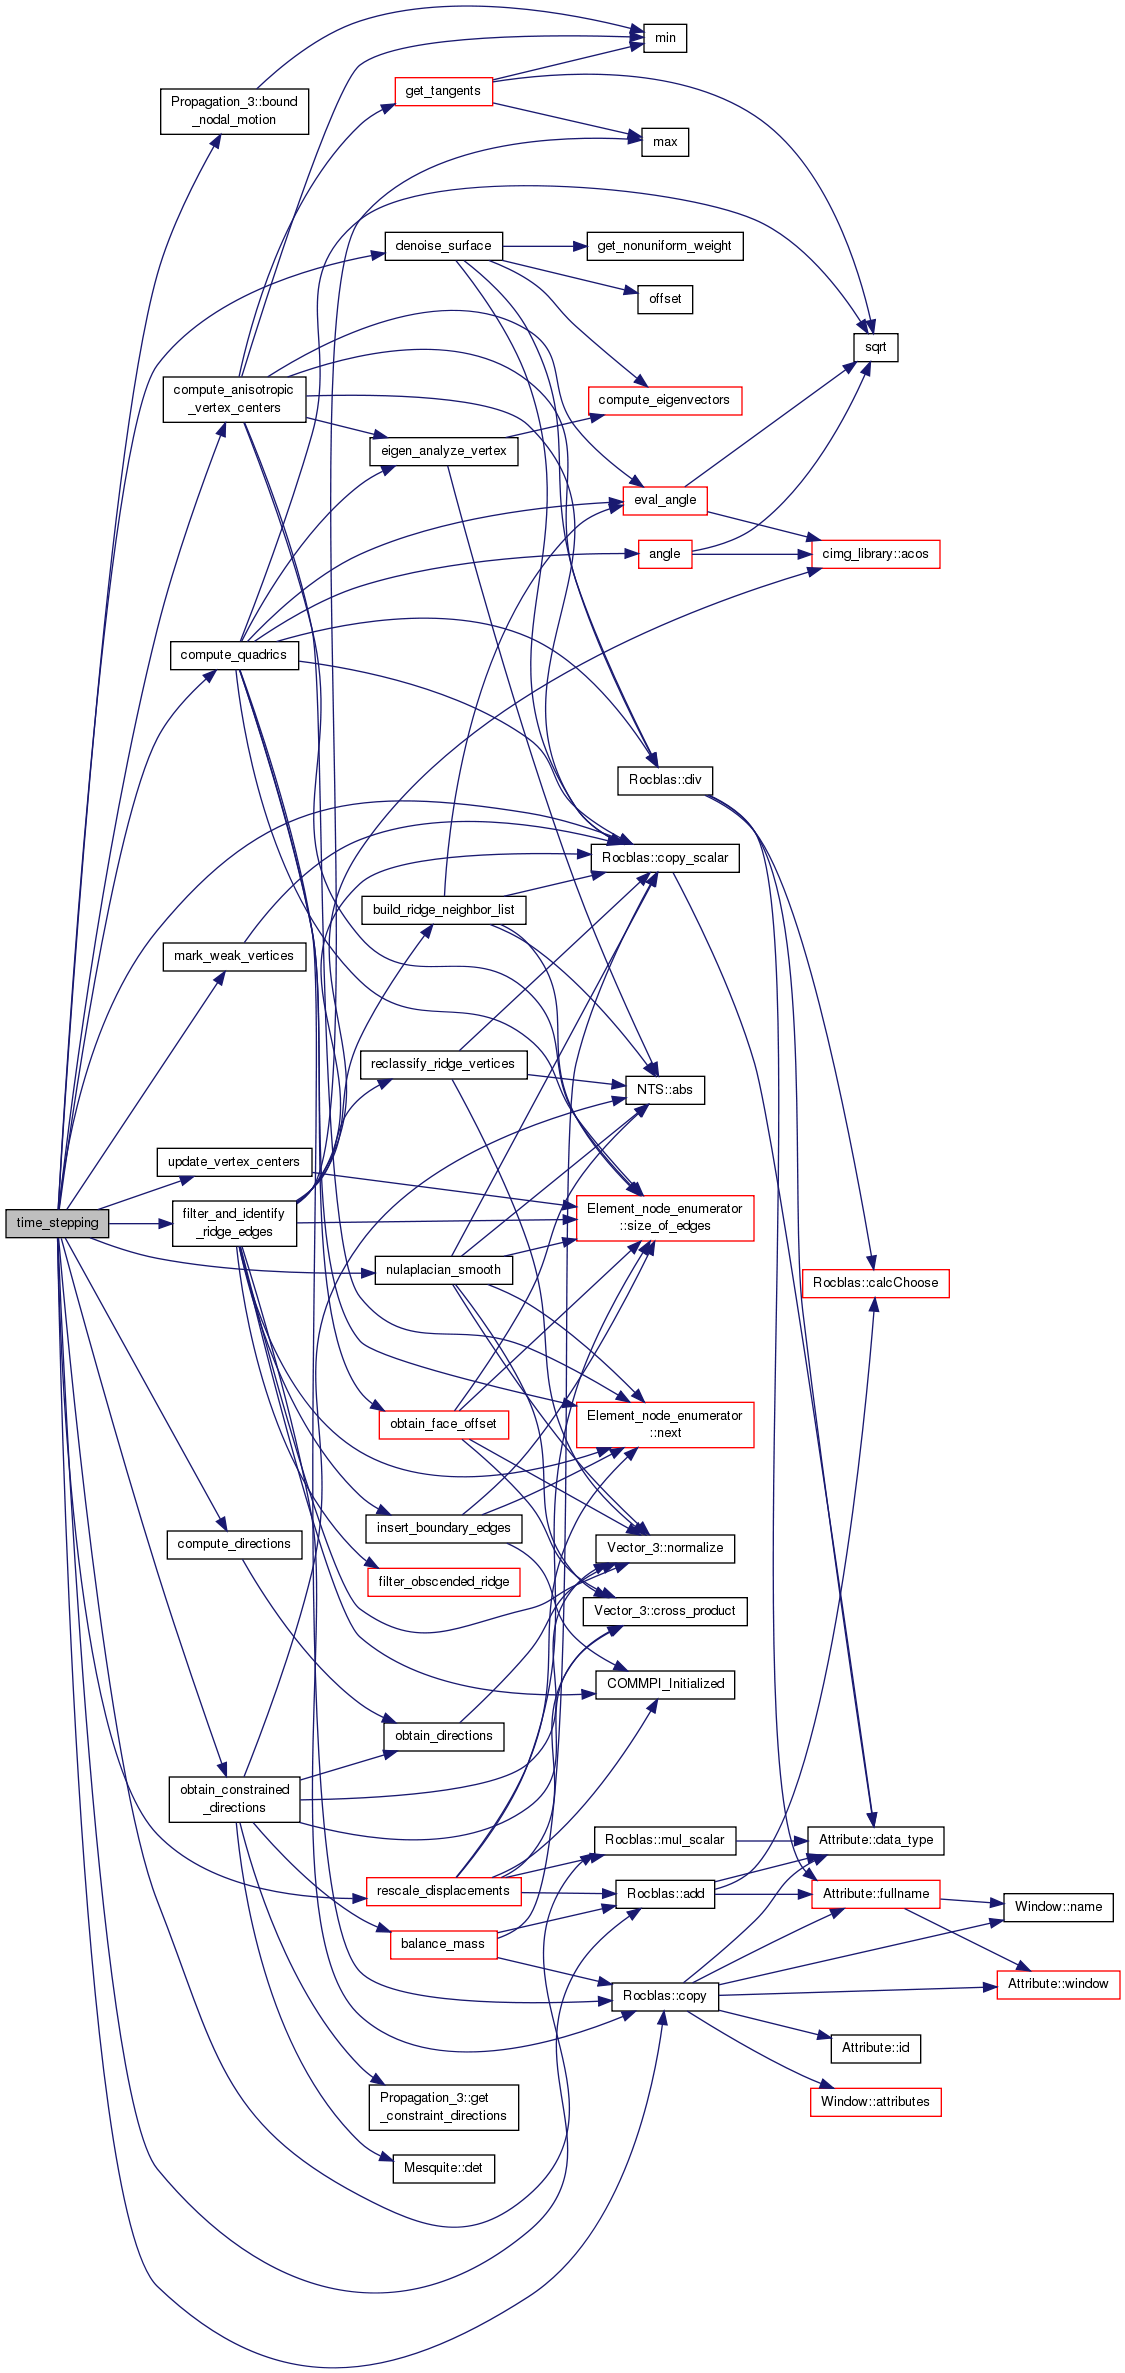 time_stepping
Propagation_3::bound
_nodal_motion
min
get_tangents
max
denoise_surface
get_nonuniform_weight
offset
sqrt
compute_anisotropic
_vertex_centers
compute_eigenvectors
eigen_analyze_vertex
eval_angle
angle
cimg_library::acos
compute_quadrics
Rocblas::div
Rocblas::copy_scalar
build_ridge_neighbor_list
mark_weak_vertices
reclassify_ridge_vertices
NTS::abs
update_vertex_centers
filter_and_identify
_ridge_edges
Element_node_enumerator
::size_of_edges
nulaplacian_smooth
Rocblas::calcChoose
obtain_face_offset
Element_node_enumerator
::next
insert_boundary_edges
compute_directions
Vector_3::normalize
filter_obscended_ridge
Vector_3::cross_product
COMMPI_Initialized
obtain_directions
obtain_constrained
_directions
Rocblas::mul_scalar
Attribute::data_type
rescale_displacements
Rocblas::add
Attribute::fullname
Window::name
balance_mass
Rocblas::copy
Attribute::window
Attribute::id
Propagation_3::get
_constraint_directions
Window::attributes
Mesquite::det